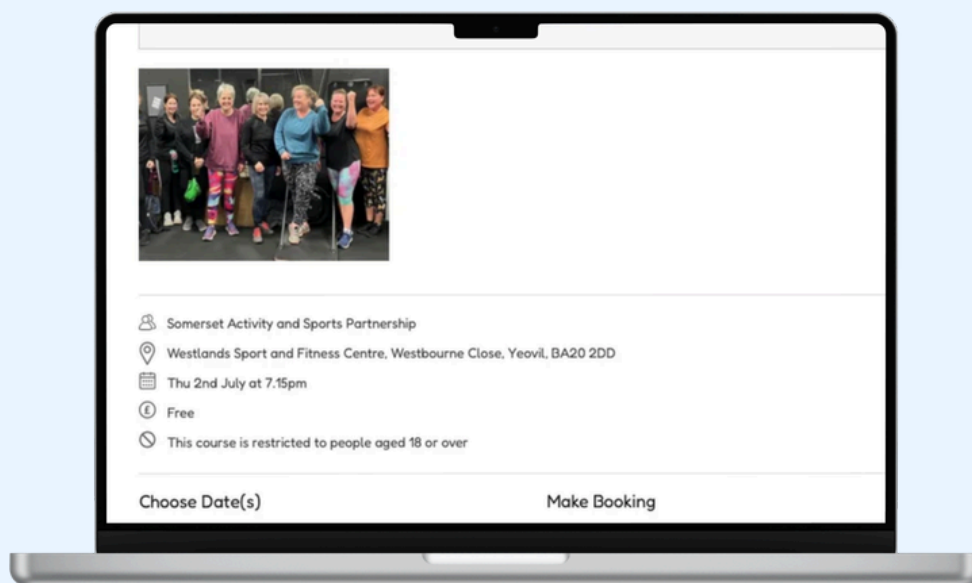 Somerset Activity and Sports Partnership
Westlands Sport and Fitness Centre, Westbourne Close, Yeovil, BA20 2DD
Thu 2nd July at 7.15pm
£ Free
This course is restricted to people aged 18 or over
Choose Date(s)
Make Booking